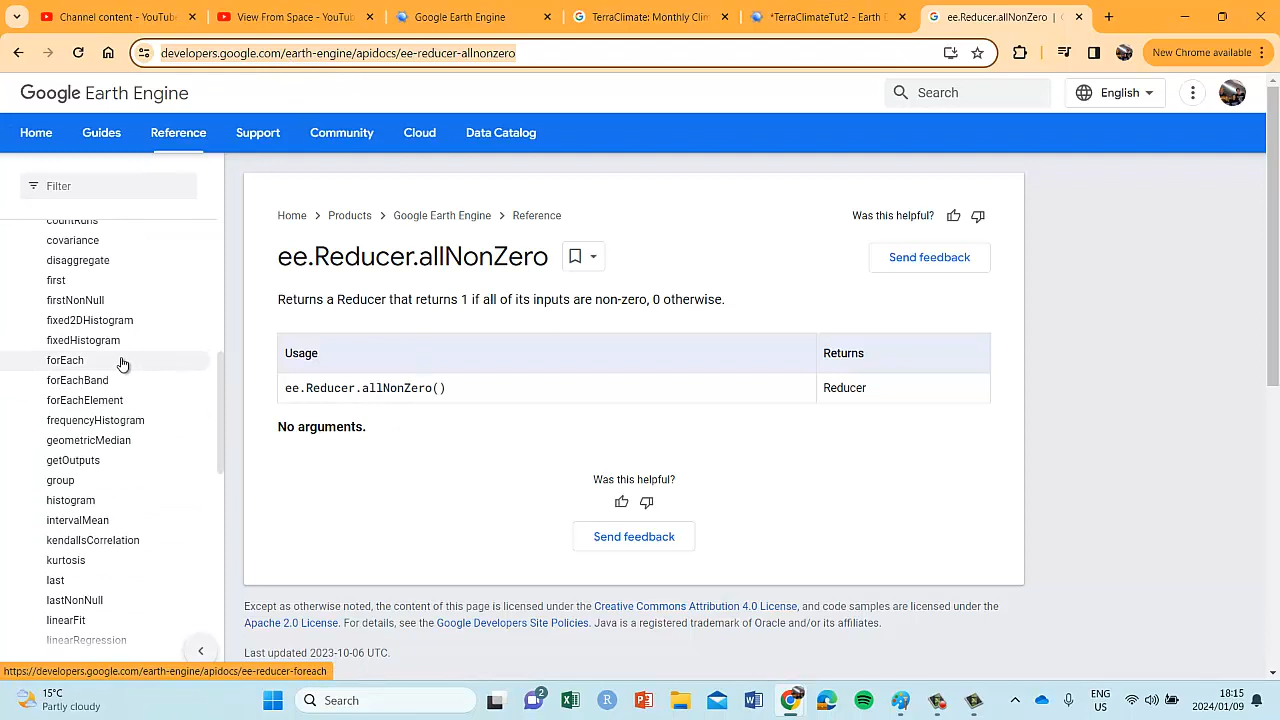 Channel content - YouTub
View From Space - YouTub
Google Earth Engine
TerraClimate: Monthly Clim
*TerraClimateTut2 - Earth E
ee.Reducer.allNonZero | G
developers.google.com/earth-engine/apidocs/ee-reducer-allnonzero
New Chrome available
Google Earth Engine
Search
English
Home
Guides
Reference
Support
Community
Cloud
Data Catalog
Filter
countRuns
covariance
disaggregate
first
firstNonNull
fixed2DHistogram
fixedHistogram
forEach
forEachBand
forEachElement
frequencyHistogram
geometricMedian
getOutputs
group
histogram
intervalMean
kendallsCorrelation
kurtosis
last
lastNonNull
linearFit
linearRegression
Home > Products > Google Earth Engine > Reference
Was this helpful?
ee.Reducer.allNonZero
Send feedback
Returns a Reducer that returns 1 if all of its inputs are non-zero, 0 otherwise.
Usage
Returns
ee.Reducer.allNonZero()
Reducer
No arguments.
Was this helpful?
Send feedback
Except as otherwise noted, the content of this page is licensed under the Creative Commons Attribution 4.0 License, and code samples are licensed under the
Apache 2.0 License. For details, see the Google Developers Site Policies. Java is a registered trademark of Oracle and/or its affiliates.
Last updated 2023-10-06 UTC.
https://developers.google.com/earth-engine/apidocs/ee-reducer-foreach
15°C
Partly cloudy
Search
2
ENG
US
18:15
2024/01/09